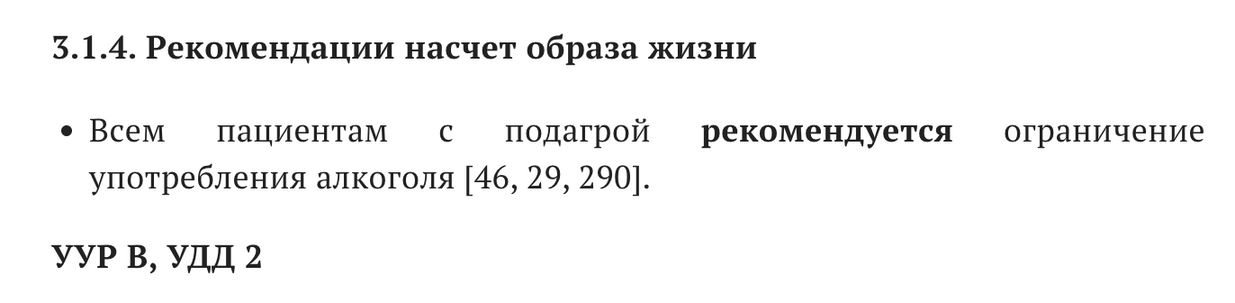 3.1.4. Рекомендации насчет образа жизни
• Всем пациентам с подагрой рекомендуется ограничение
употребления алкоголя [46, 29, 290].
УУР В, УДД 2